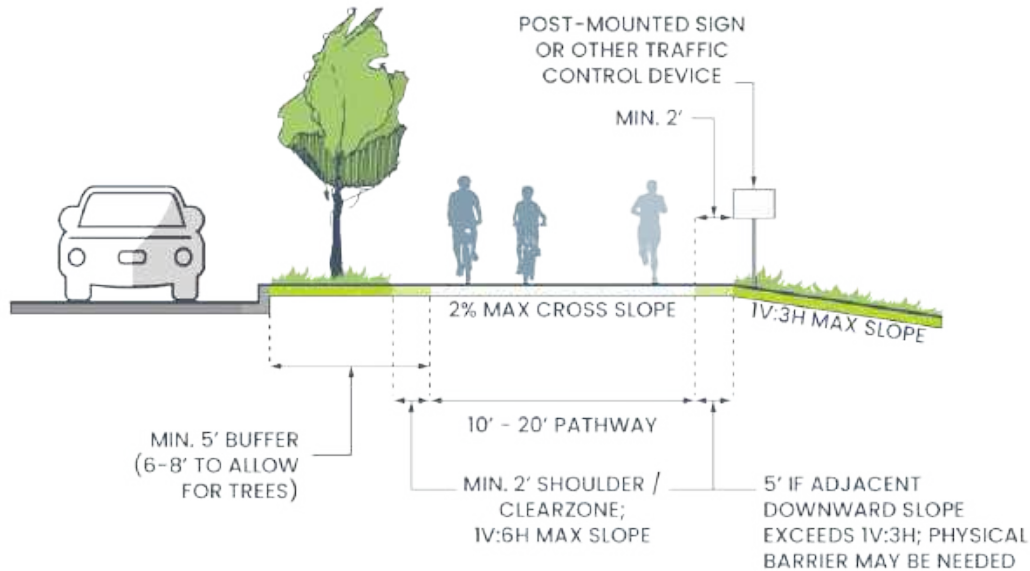 POST-MOUNTED SIGN
OR OTHER TRAFFIC
CONTROL DEVICE
MIN. 2'
2% MAX CROSS SLOPE
1V:3H MAX SLOPE
10' - 20' PATHWAY
MIN. 5' BUFFER
(6-8' TO ALLOW
FOR TREES)
MIN. 2' SHOULDER /
CLEARZONE;
1V:6H MAX SLOPE
5' IF ADJACENT
DOWNWARD SLOPE
EXCEEDS 1V:3H; PHYSICAL
BARRIER MAY BE NEEDED